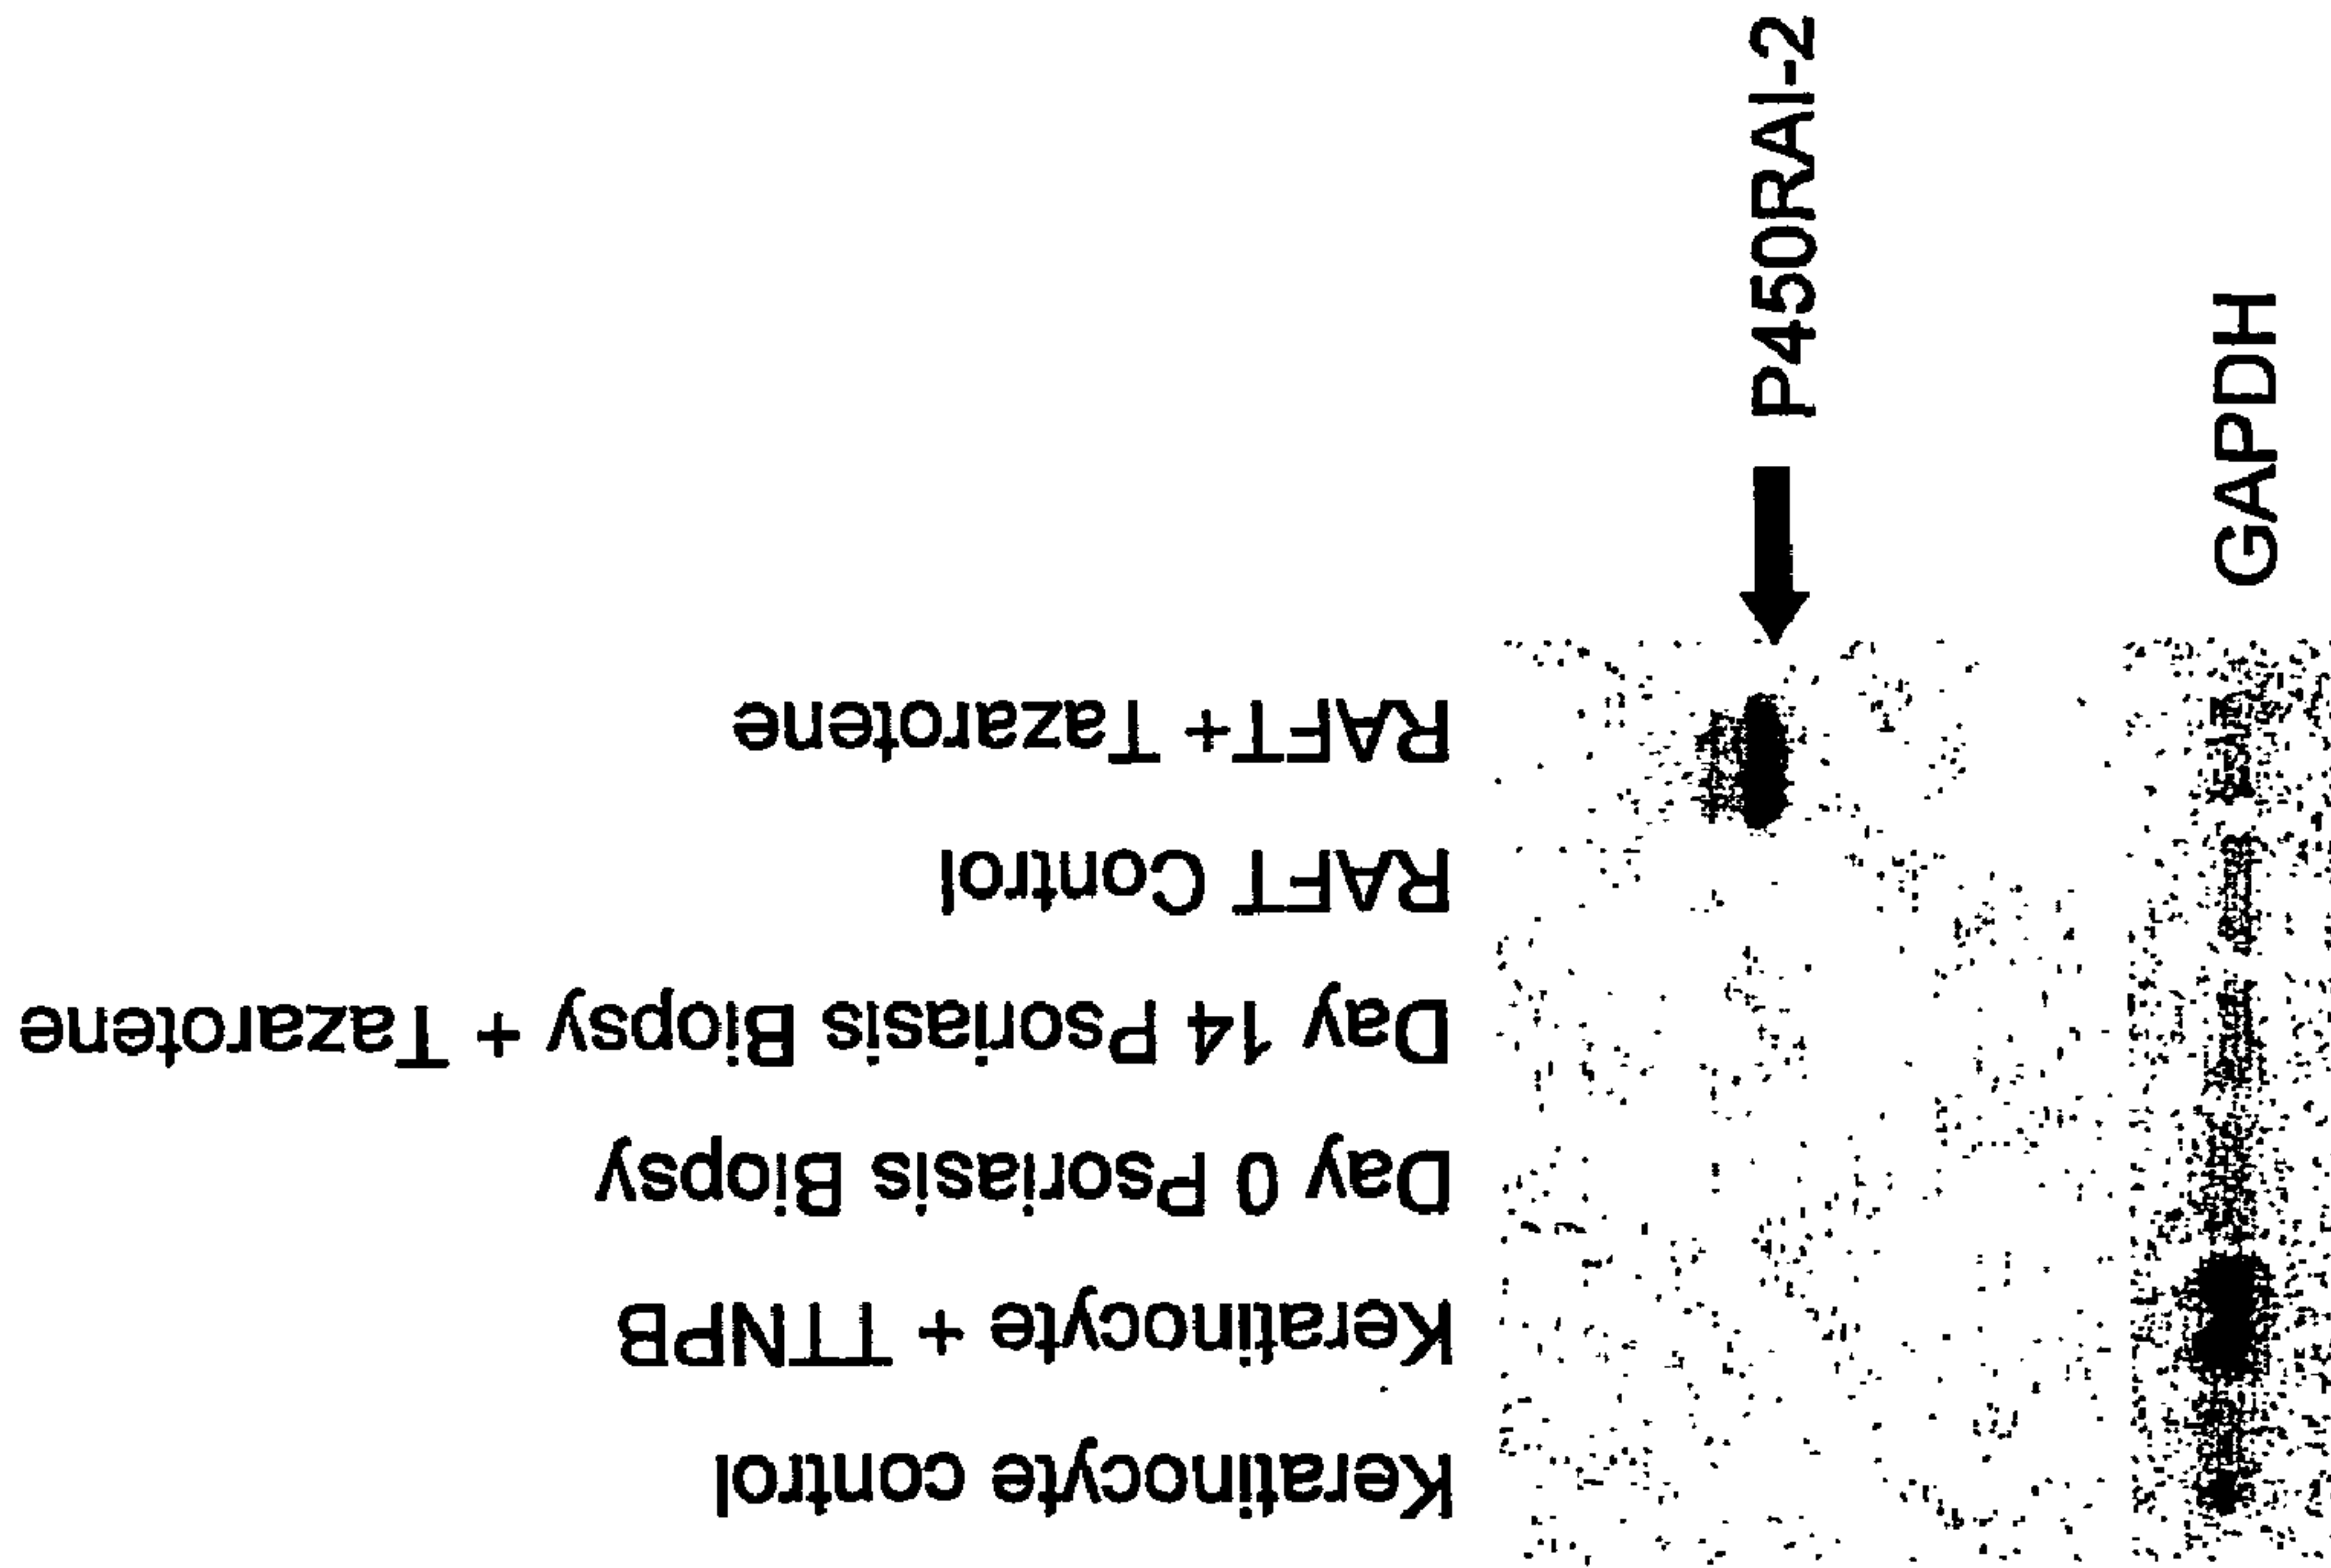 Keratinocyte control
Keratinocyte + TTNPB
Day 0 Psoriasis Biopsy
Day 14 Psoriasis Biopsy + Tazarotene
RAFT Control
RAFT+ Tazarotene
P450RAI-2
GAPDH